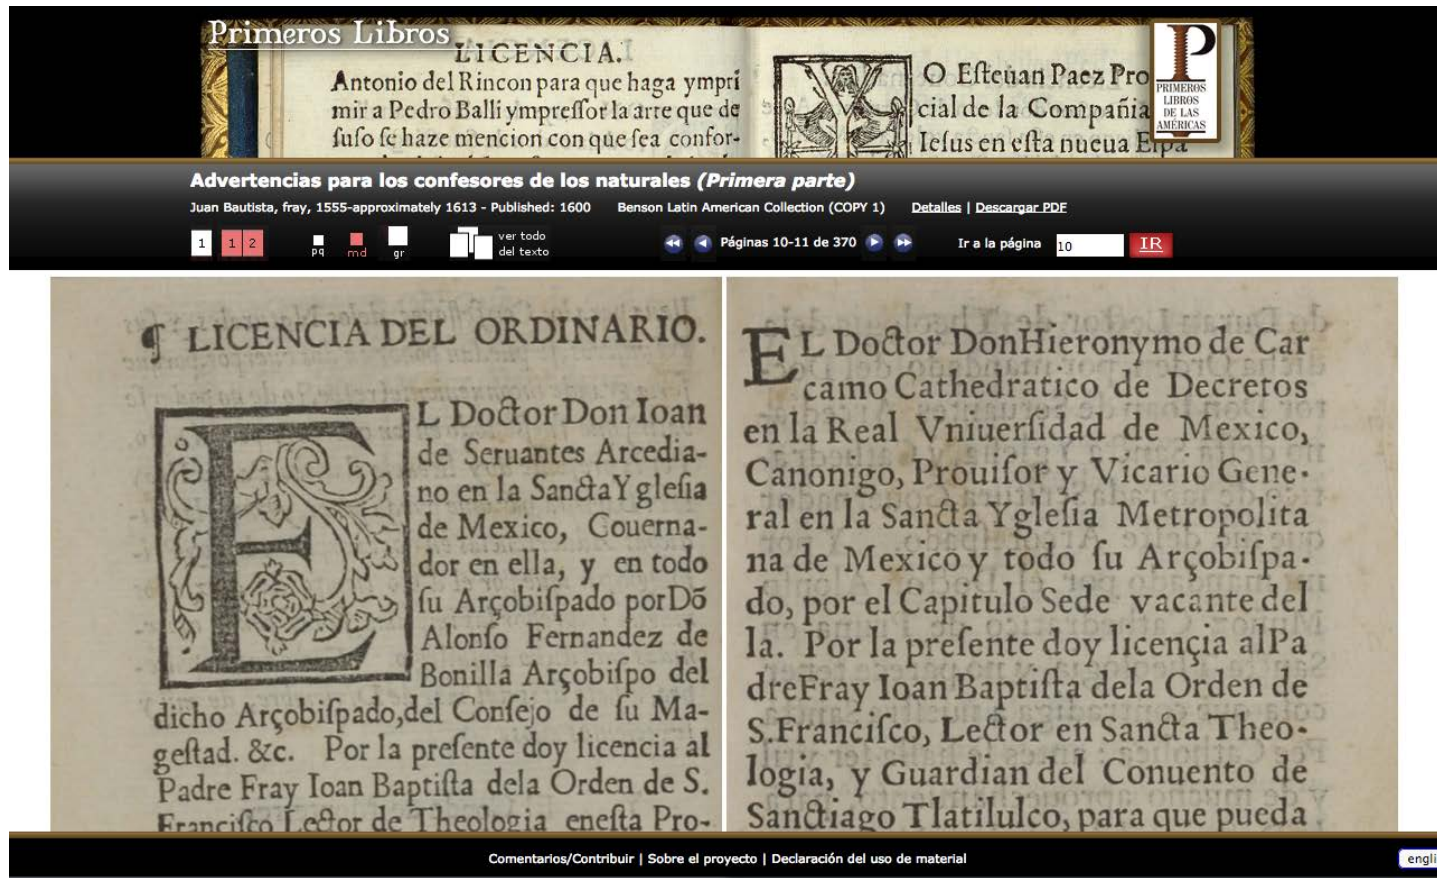 Primeros Libros
LICENCIA.
Antonio del Rincon para que haga ympri
mir a Pedro Balli ympreſſor la arte que de
ſuſo ſe haze mencion con que ſea confor-
YO Eſteuan Paez Pro
cial de la Compañia
Ieſus en eſta nueua Eſpa
P
PRIMEROS
LIBROS
DE LAS
AMÉRICAS
Advertencias para los confesores de los naturales (Primera parte)
Juan Bautista, fray, 1555-approximately 1613 - Published: 1600 Benson Latin American Collection (COPY 1) Detalles | Descargar PDF
1 1 2 pq md gr ver todo
del texto
Páginas 10-11 de 370 Ir a la página 10 IR
¶ LICENCIA DEL ORDINARIO.
EL Doctor Don Ioan
de Seruantes Arcedia-
no en la Sancta Ygleſia
de Mexico, Gouerna-
dor en ella, y en todo
ſu Arçobiſpado por Dõ
Alonſo Fernandez de
Bonilla Arçobiſpo del
dicho Arçobiſpado, del Conſejo de ſu Ma-
geſtad. &c. Por la preſente doy licencia al
Padre Fray Ioan Baptiſta dela Orden de S.
Franciſco Lector de Theologia eneſta Pro-
EL Doctor DonHieronymo de Car
camo Cathedratico de Decretos
en la Real Vniuerſidad de Mexico,
Canonigo, Prouiſor y Vicario Gene-
ral en la Sancta Ygleſia Metropolita
na de Mexico y todo ſu Arçobiſpa-
do, por el Capitulo Sede vacante del
la. Por la preſente doy licençia alPa
dreFray Ioan Baptiſta dela Orden de
S.Franciſco, Lector en Sancta Theo-
logia, y Guardian del Conuento de
Sanctiago Tlatilulco, para que pueda
Comentarios/Contribuir | Sobre el proyecto | Declaración del uso de material
engli